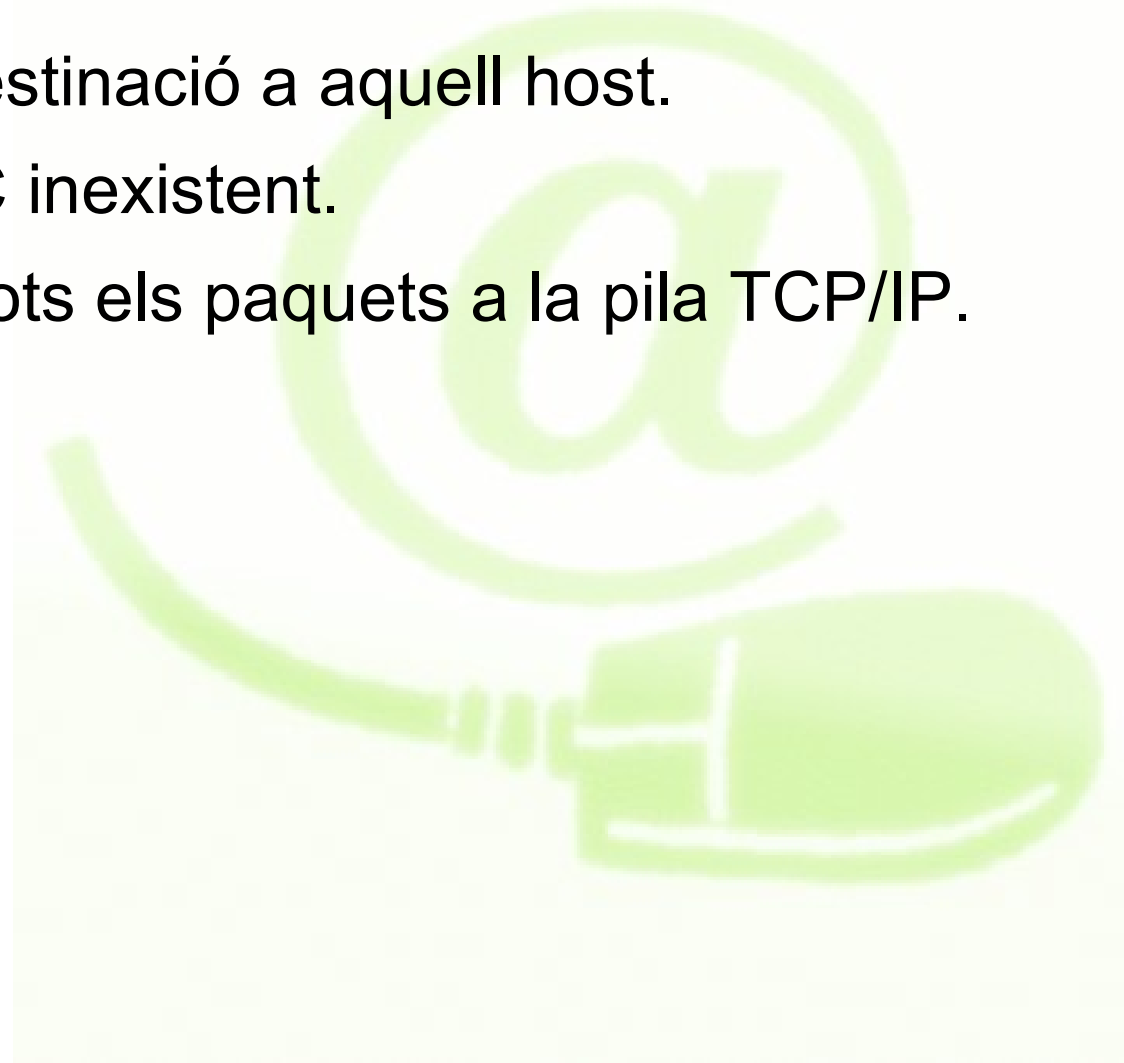 estinació a aquell host.
C inexistent.
ots els paquets a la pila TCP/IP.